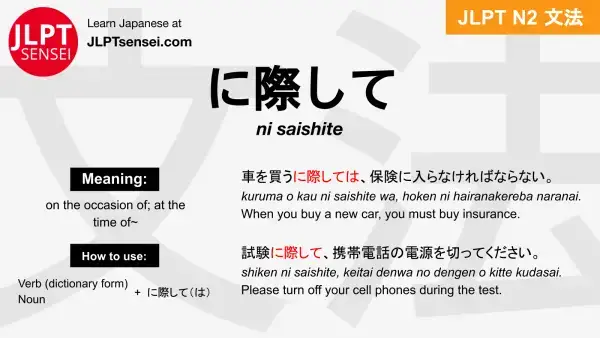 JLPT
SENSEI
Learn Japanese at
JLPTsensei.com
JLPT N2 文法
に際して
ni saishite
Meaning:
on the occasion of; at the
time of~
How to use:
Verb (dictionary form)
Noun
+ に際して(は)
車を買うに際しては、保険に入らなければならない。
kuruma o kau ni saishite wa, hoken ni hairanakereba naranai.
When you buy a new car, you must buy insurance.
試験に際して、携帯電話の電源を切ってください。
shiken ni saishite, keitai denwa no dengen o kitte kudasai.
Please turn off your cell phones during the test.
文法